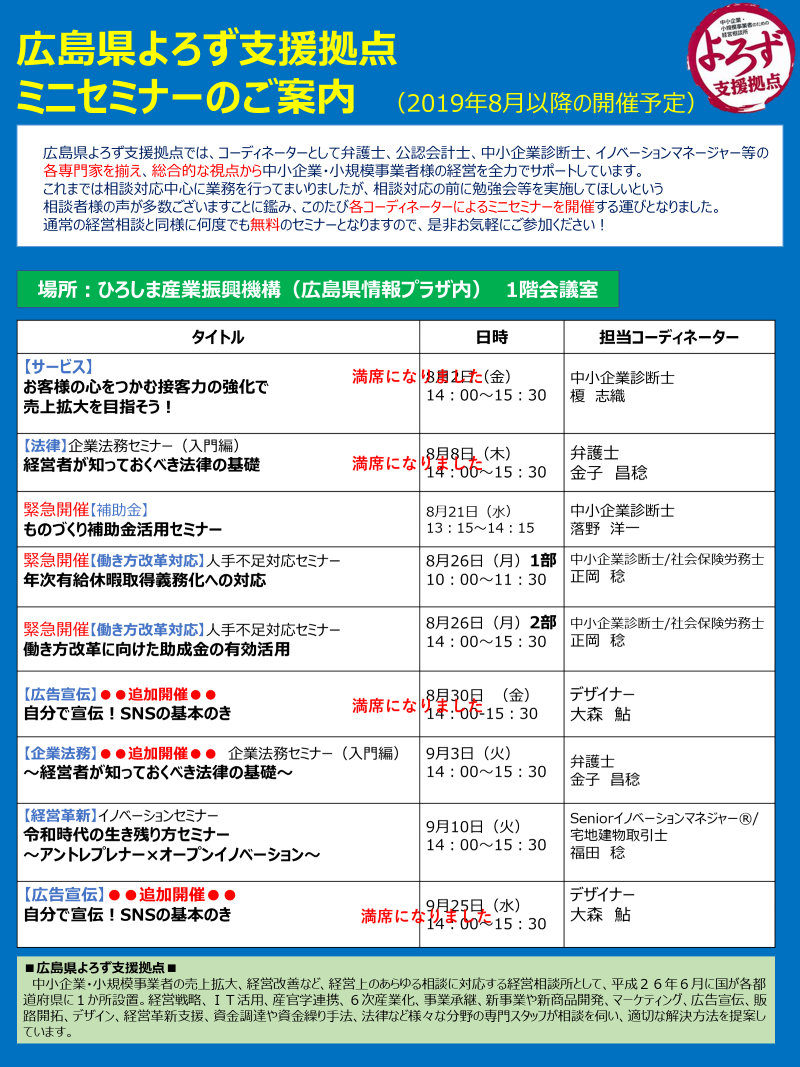 広島県よろず支援拠点
ミニセミナーのご案内 （2019年8月以降の開催予定）
中小企業・
小規模事業者のための
経営相談所
よろず
支援拠点
広島県よろず支援拠点では、コーディネーターとして弁護士、公認会計士、中小企業診断士、イノベーションマネージャー等の
各専門家を揃え、総合的な視点から中小企業・小規模事業者様の経営を全力でサポートしています。
これまでは相談対応中心に業務を行ってまいりましたが、相談対応の前に勉強会等を実施してほしいという
相談者様の声が多数ございますことに鑑み、このたび各コーディネーターによるミニセミナーを開催する運びとなりました。
通常の経営相談と同様に何度でも無料のセミナーとなりますので、是非お気軽にご参加ください！
場所：ひろしま産業振興機構（広島県情報プラザ内） 1階会議室
タイトル 日時 担当コーディネーター
【サービス】
お客様の心をつかむ接客力の強化で
売上拡大を目指そう！
満席になりました
8月2日（金）
14：00～15：30
中小企業診断士
榎 志織
【法律】企業法務セミナー（入門編）
経営者が知っておくべき法律の基礎
満席になりました
8月8日（木）
14：00～15：30
弁護士
金子 昌稔
緊急開催【補助金】
ものづくり補助金活用セミナー
8月21日（水）
13：15～14：15
中小企業診断士
落野 洋一
緊急開催【働き方改革対応】人手不足対応セミナー
年次有給休暇取得義務化への対応
8月26日（月）1部
10：00～11：30
中小企業診断士/社会保険労務士
正岡 稔
緊急開催【働き方改革対応】人手不足対応セミナー
働き方改革に向けた助成金の有効活用
8月26日（月）2部
14：00～15：30
中小企業診断士/社会保険労務士
正岡 稔
【広告宣伝】●●追加開催●●
自分で宣伝！SNSの基本のき
満席になりました
8月30日 （金）
14：00-15：30
デザイナー
大森 鮎
【企業法務】●●追加開催●● 企業法務セミナー（入門編）
～経営者が知っておくべき法律の基礎～
9月3日（火）
14：00～15：30
弁護士
金子 昌稔
【経営革新】イノベーションセミナー
令和時代の生き残り方セミナー
～アントレプレナー×オープンイノベーション～
9月10日（火）
14：00～15：30
Seniorイノベーションマネジャー®/
宅地建物取引士
福田 稔
【広告宣伝】●●追加開催●●
自分で宣伝！SNSの基本のき
満席になりました
9月25日（水）
14：00～15：30
デザイナー
大森 鮎
■広島県よろず支援拠点■
中小企業・小規模事業者の売上拡大、経営改善など、経営上のあらゆる相談に対応する経営相談所として、平成２６年６月に国が各都
道府県に１か所設置。経営戦略、ＩＴ活用、産官学連携、６次産業化、事業承継、新事業や新商品開発、マーケティング、広告宣伝、販
路開拓、デザイン、経営革新支援、資金調達や資金繰り手法、法律など様々な分野の専門スタッフが相談を伺い、適切な解決方法を提案し
ています。